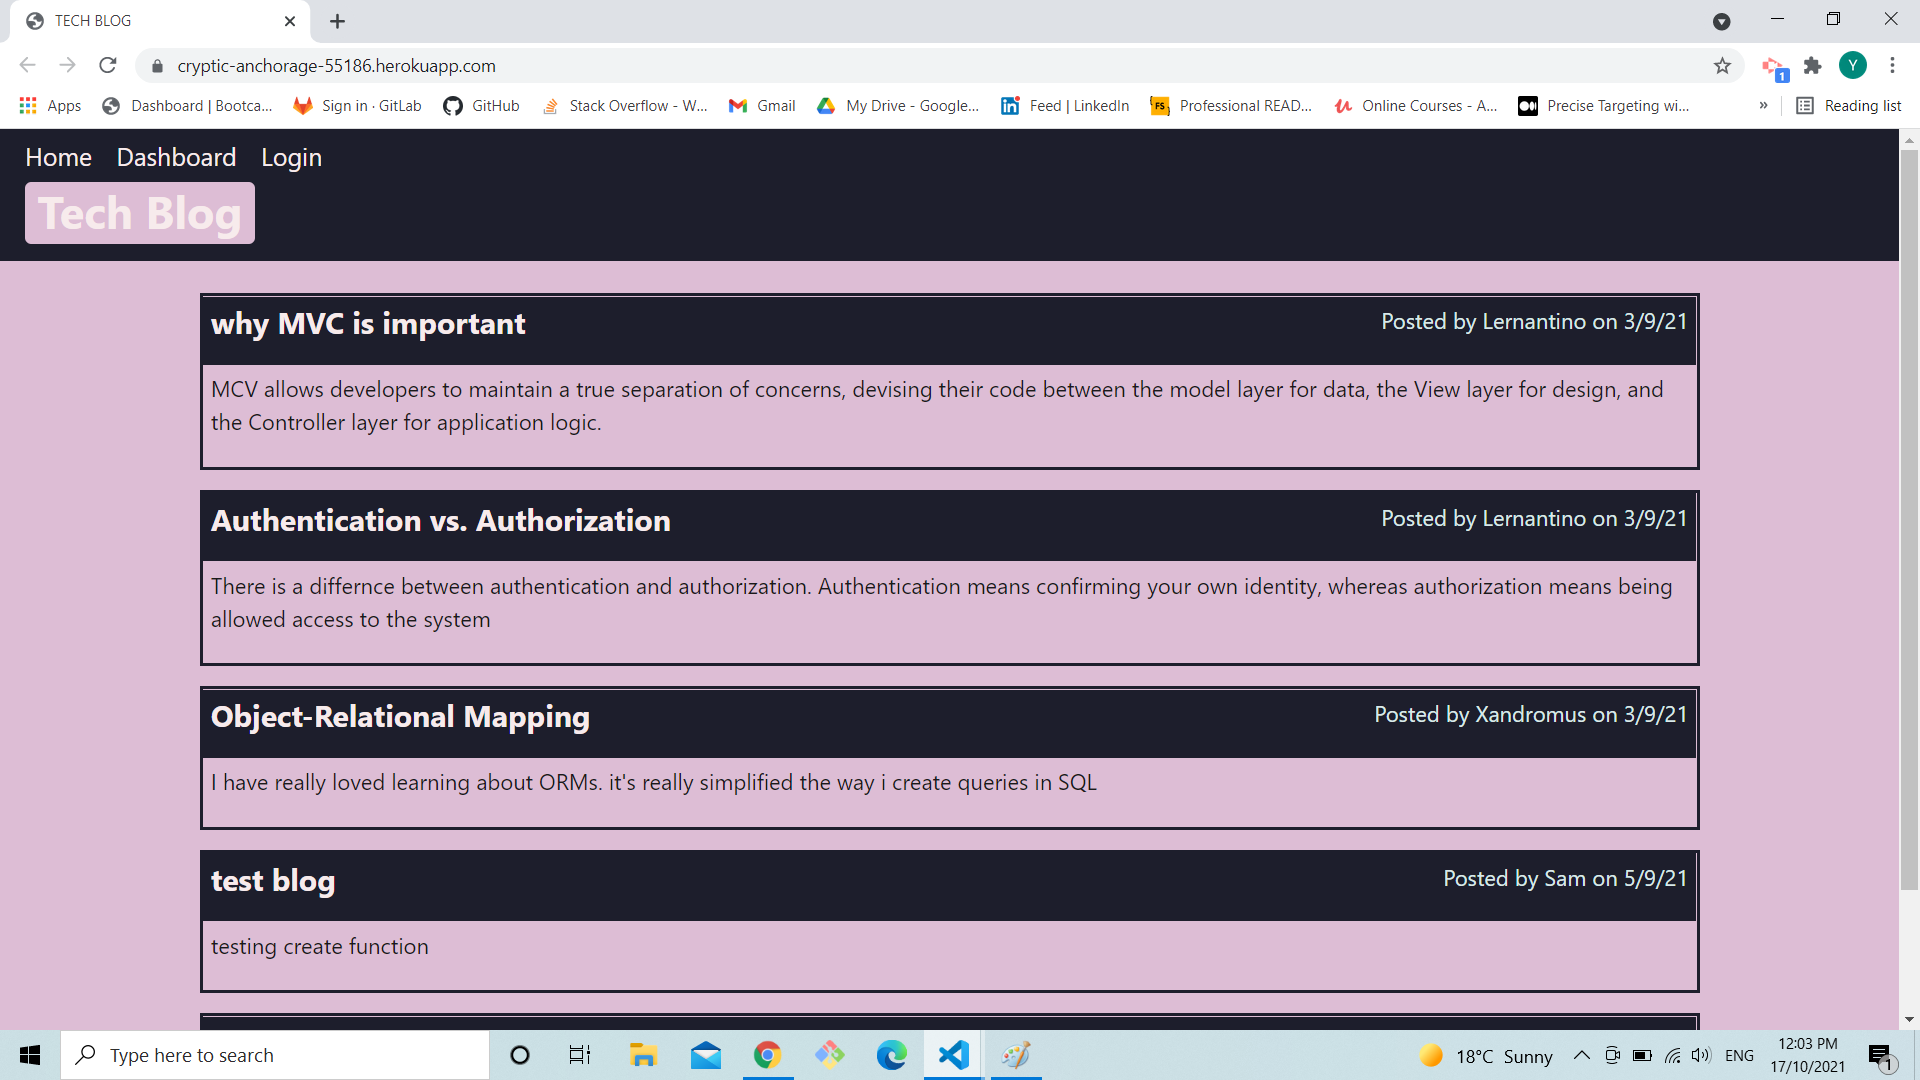 TECH BLOG
cryptic-anchorage-55186.herokuapp.com
1
Y
Apps
Dashboard | Bootca...
Sign in · GitLab
GitHub
Stack Overflow - W...
Gmail
My Drive - Google...
Feed | LinkedIn
FS
Professional READ...
Online Courses - A...
Precise Targeting wi...
»
Reading list
Home Dashboard Login
Tech Blog
why MVC is important
Posted by Lernantino on 3/9/21
MCV allows developers to maintain a true separation of concerns, devising their code between the model layer for data, the View layer for design, and
the Controller layer for application logic.
Authentication vs. Authorization
Posted by Lernantino on 3/9/21
There is a differnce between authentication and authorization. Authentication means confirming your own identity, whereas authorization means being
allowed access to the system
Object-Relational Mapping
Posted by Xandromus on 3/9/21
I have really loved learning about ORMs. it's really simplified the way i create queries in SQL
test blog
Posted by Sam on 5/9/21
testing create function
Type here to search
18°C Sunny
ENG
12:03 PM
17/10/2021
1